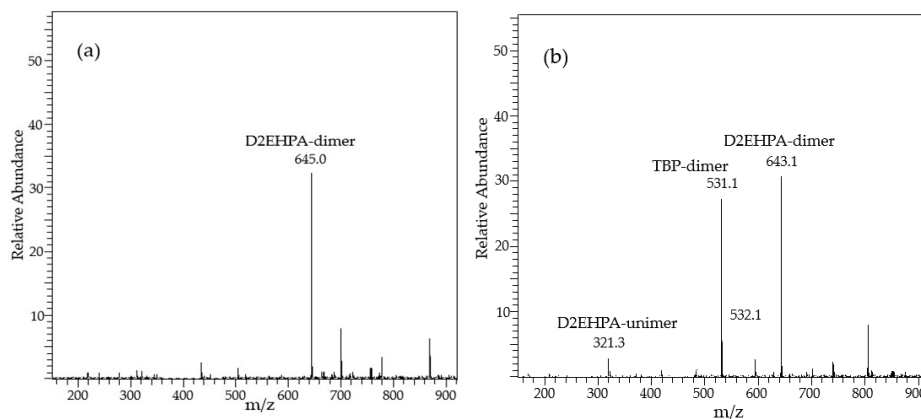 (a)
50
40
30
20
10
Relative Abundance
D2EHPA-dimer
645.0
200 300 400 500 600 700 800 900
m/z
(b)
50
40
30
20
10
Relative Abundance
D2EHPA-dimer
643.1
TBP-dimer
531.1
532.1
D2EHPA-unimer
321.3
200 300 400 500 600 700 800 900
m/z